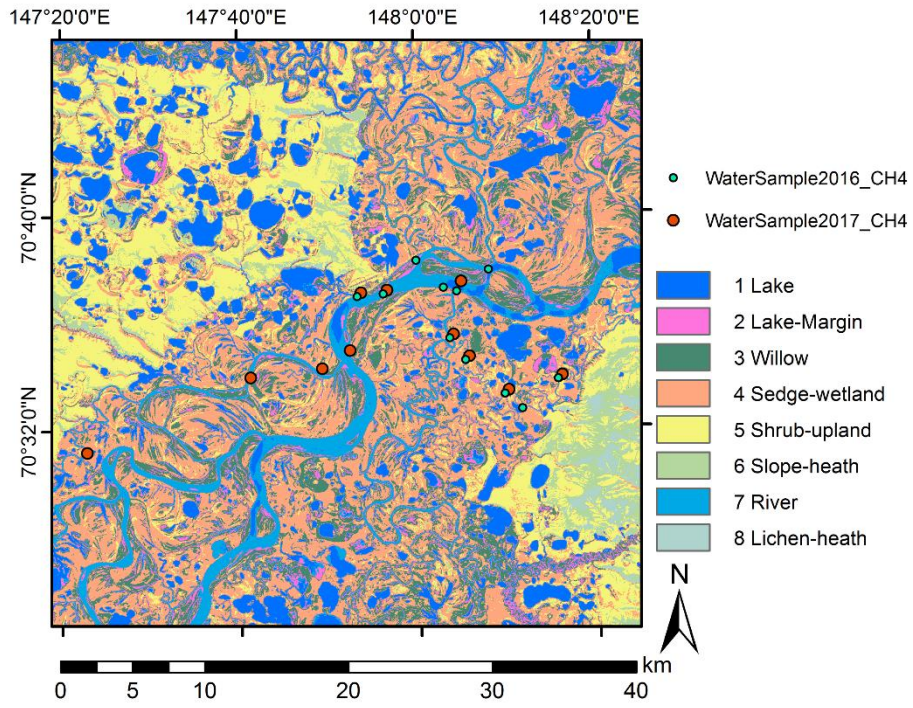 147°20'0"E 147°40'0"E 148°0'0"E 148°20'0"E
70°40'0"N
70°32'0"N
WaterSample2016_CH4
WaterSample2017_CH4
1 Lake
2 Lake-Margin
3 Willow
4 Sedge-wetland
5 Shrub-upland
6 Slope-heath
7 River
8 Lichen-heath
N
km
0 5 10 20 30 40